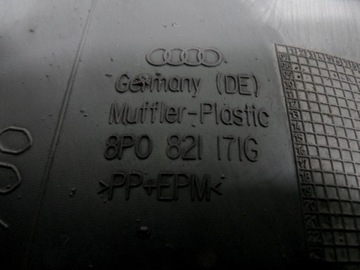 Germany (DE)
Muffler-Plastic
8P0 821 171G
>PP+EPM<